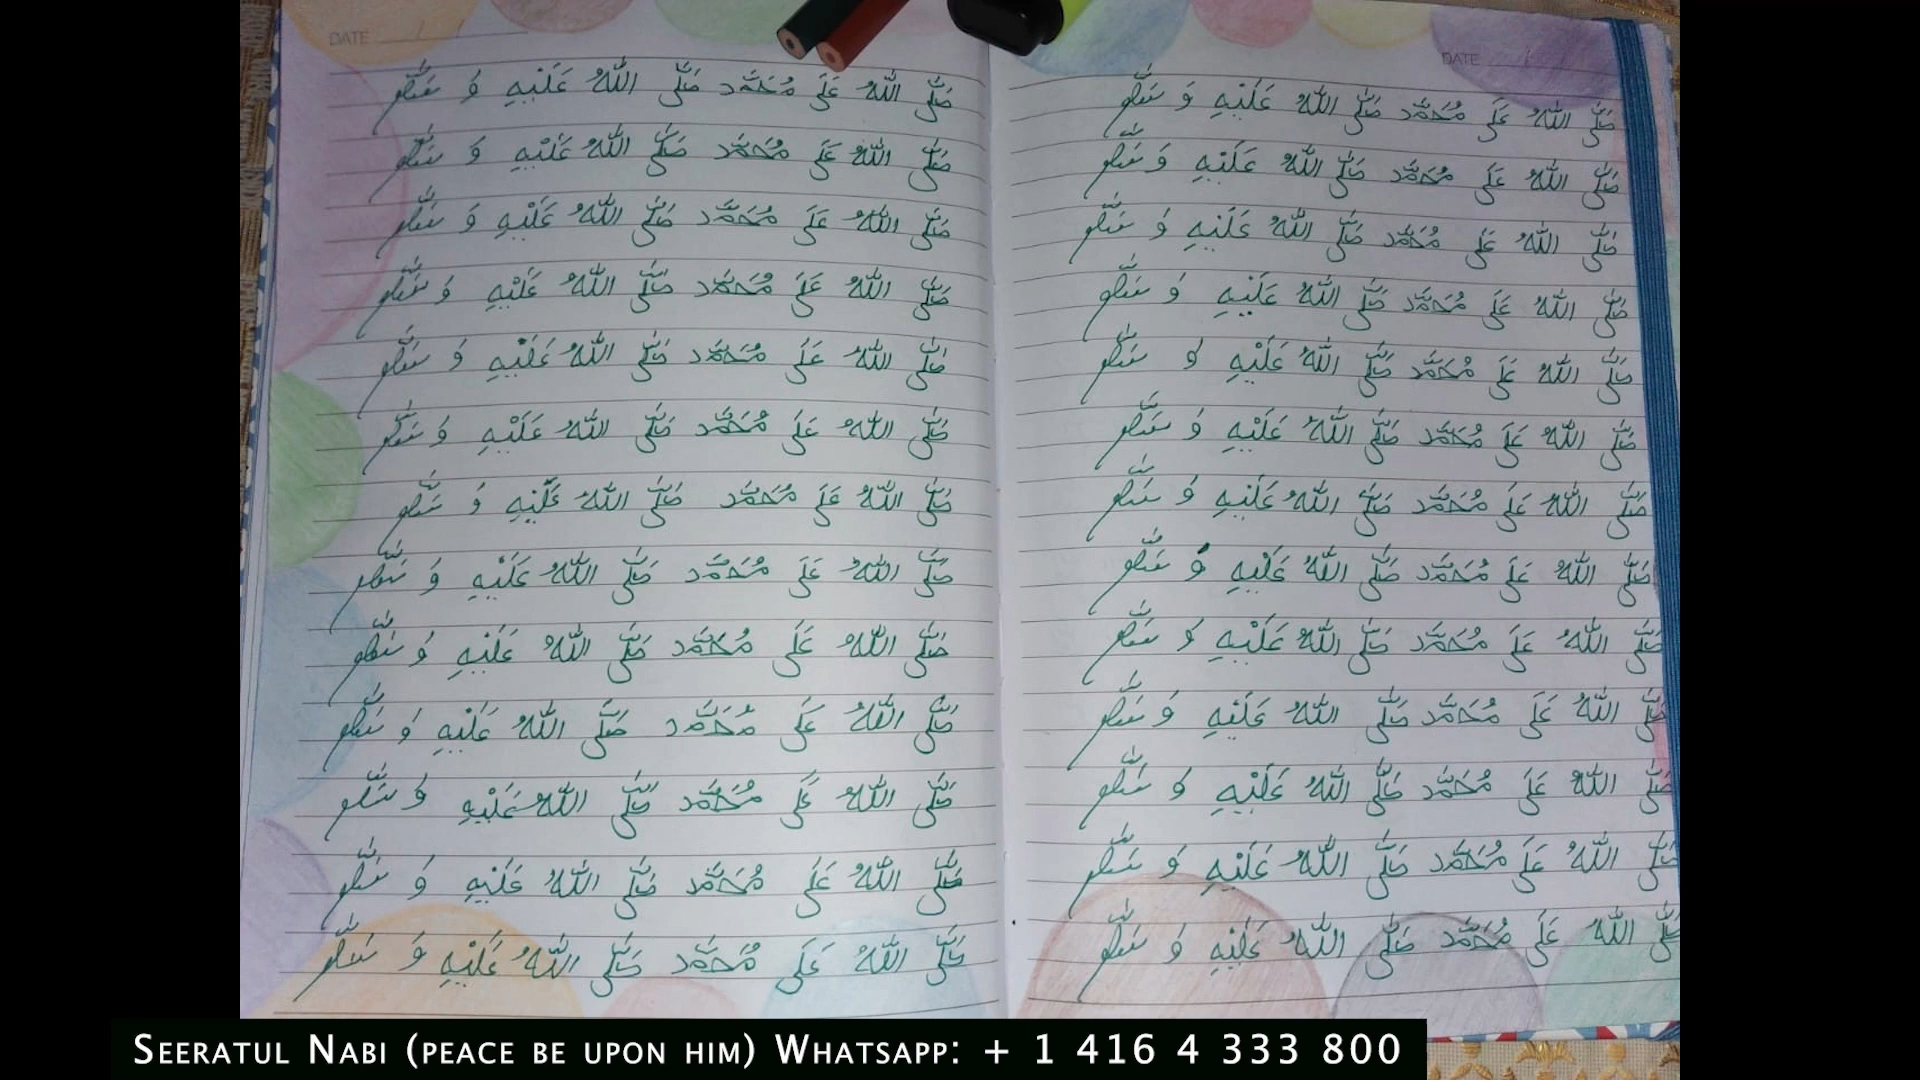 DATE
صَلَّى اللّٰهُ عَلَى مُحَمَّد صَلَّى اللّٰهُ عَلَيْهِ وَ سَلَّم
صَلَّى اللّٰهُ عَلَى مُحَمَّد صَلَّى اللّٰهُ عَلَيْهِ وَ سَلَّم
صَلَّى اللّٰهُ عَلَى مُحَمَّد صَلَّى اللّٰهُ عَلَيْهِ وَ سَلَّم
صَلَّى اللّٰهُ عَلَى مُحَمَّد صَلَّى اللّٰهُ عَلَيْهِ وَ سَلَّم
صَلَّى اللّٰهُ عَلَى مُحَمَّد صَلَّى اللّٰهُ عَلَيْهِ وَ سَلَّم
صَلَّى اللّٰهُ عَلَى مُحَمَّد صَلَّى اللّٰهُ عَلَيْهِ وَ سَلَّم
صَلَّى اللّٰهُ عَلَى مُحَمَّد صَلَّى اللّٰهُ عَلَيْهِ وَ سَلَّم
صَلَّى اللّٰهُ عَلَى مُحَمَّد صَلَّى اللّٰهُ عَلَيْهِ وَ سَلَّم
صَلَّى اللّٰهُ عَلَى مُحَمَّد صَلَّى اللّٰهُ عَلَيْهِ وَ سَلَّم
صَلَّى اللّٰهُ عَلَى مُحَمَّد صَلَّى اللّٰهُ عَلَيْهِ وَ سَلَّم
صَلَّى اللّٰهُ عَلَى مُحَمَّد صَلَّى اللّٰهُ عَلَيْهِ وَ سَلَّم
صَلَّى اللّٰهُ عَلَى مُحَمَّد صَلَّى اللّٰهُ عَلَيْهِ وَ سَلَّم
صَلَّى اللّٰهُ عَلَى مُحَمَّد صَلَّى اللّٰهُ عَلَيْهِ وَ سَلَّم
DATE
صَلَّى اللّٰهُ عَلَى مُحَمَّد صَلَّى اللّٰهُ عَلَيْهِ وَ سَلَّم
صَلَّى اللّٰهُ عَلَى مُحَمَّد صَلَّى اللّٰهُ عَلَيْهِ وَ سَلَّم
صَلَّى اللّٰهُ عَلَى مُحَمَّد صَلَّى اللّٰهُ عَلَيْهِ وَ سَلَّم
صَلَّى اللّٰهُ عَلَى مُحَمَّد صَلَّى اللّٰهُ عَلَيْهِ وَ سَلَّم
صَلَّى اللّٰهُ عَلَى مُحَمَّد صَلَّى اللّٰهُ عَلَيْهِ وَ سَلَّم
صَلَّى اللّٰهُ عَلَى مُحَمَّد صَلَّى اللّٰهُ عَلَيْهِ وَ سَلَّم
صَلَّى اللّٰهُ عَلَى مُحَمَّد صَلَّى اللّٰهُ عَلَيْهِ وَ سَلَّم
صَلَّى اللّٰهُ عَلَى مُحَمَّد صَلَّى اللّٰهُ عَلَيْهِ وَ سَلَّم
صَلَّى اللّٰهُ عَلَى مُحَمَّد صَلَّى اللّٰهُ عَلَيْهِ وَ سَلَّم
صَلَّى اللّٰهُ عَلَى مُحَمَّد صَلَّى اللّٰهُ عَلَيْهِ وَ سَلَّم
صَلَّى اللّٰهُ عَلَى مُحَمَّد صَلَّى اللّٰهُ عَلَيْهِ وَ سَلَّم
صَلَّى اللّٰهُ عَلَى مُحَمَّد صَلَّى اللّٰهُ عَلَيْهِ وَ سَلَّم
صَلَّى اللّٰهُ عَلَى مُحَمَّد صَلَّى اللّٰهُ عَلَيْهِ وَ سَلَّم
Seeratul Nabi (peace be upon him) Whatsapp: + 1 416 4 333 800